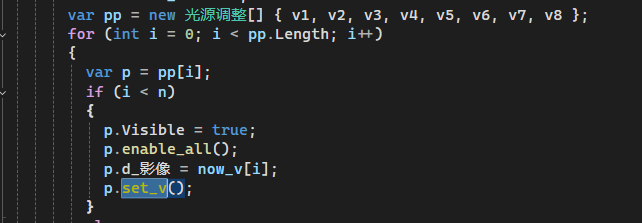 var pp = new 光源调整[] { v1, v2, v3, v4, v5, v6, v7, v8 };
for (int i = 0; i < pp.Length; i++)
{
var p = pp[i];
if (i < n)
{
p.Visible = true;
p.enable_all();
p.d_影像 = now_v[i];
p.set_v();
}